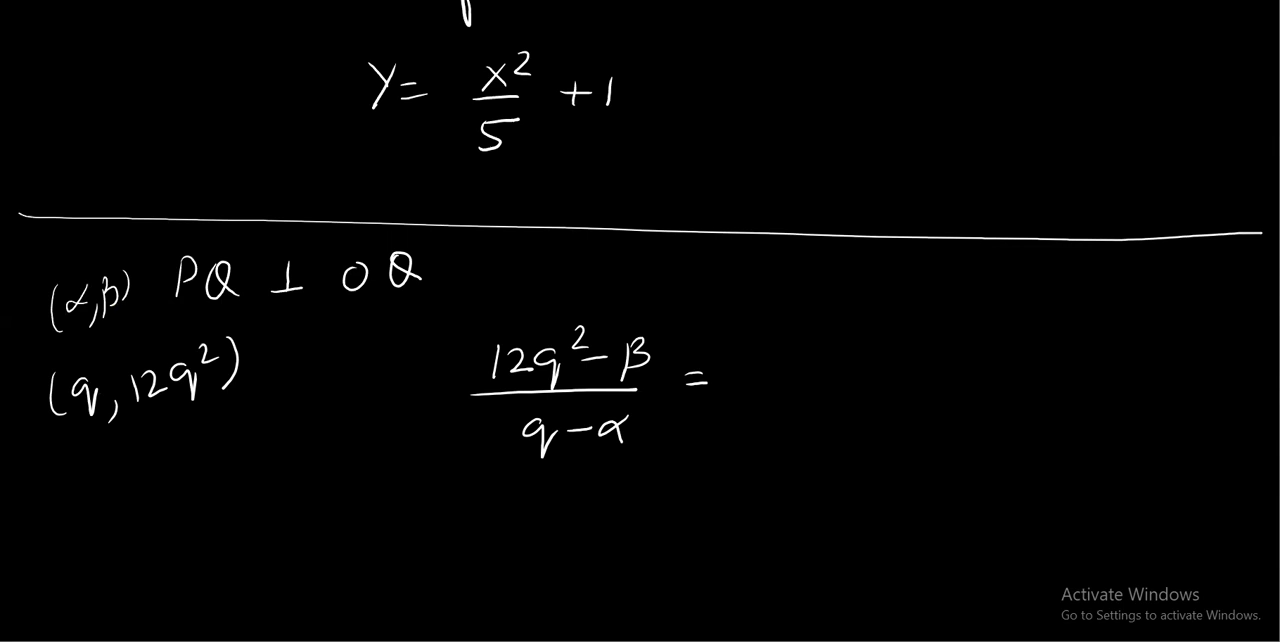 y = x²/5 + 1
(α,β) PQ ⊥ OQ
(q, 12q²)
(12q² - β)/(q - α) =
Activate Windows
Go to Settings to activate Windows.